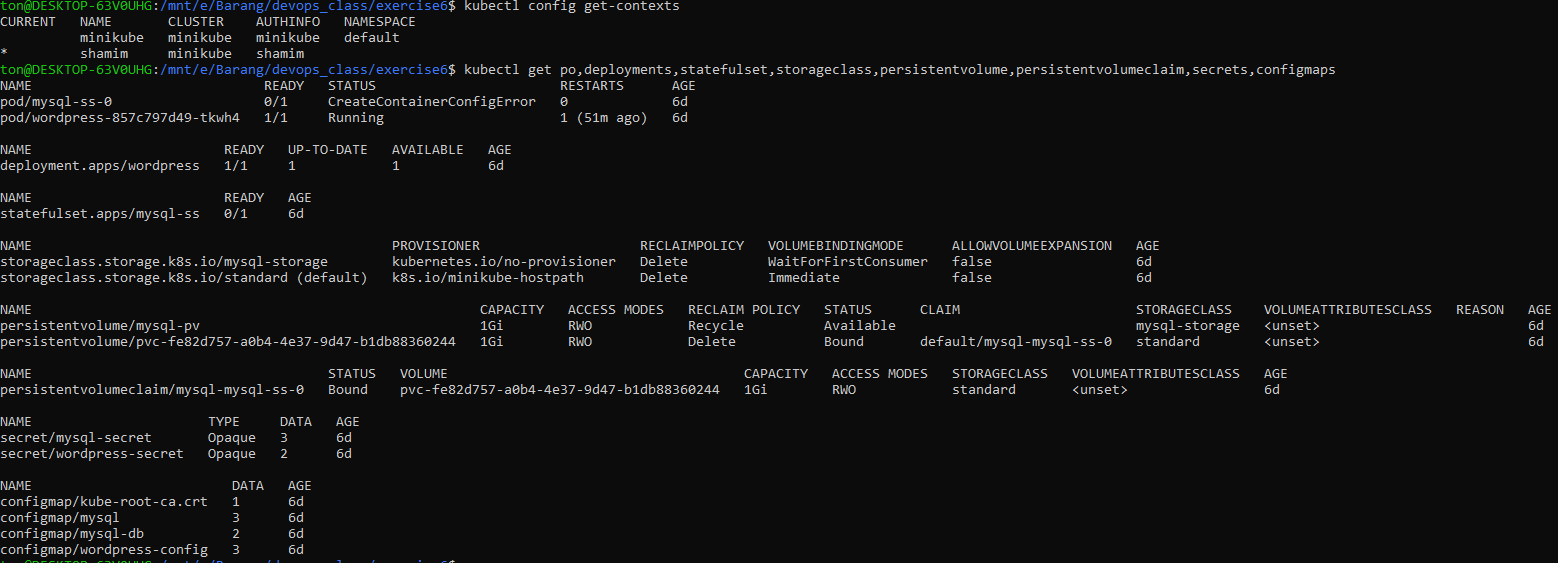 ton@DESKTOP-63V0UHG:/mnt/e/Barang/devops_class/exercise6$ kubectl config get-contexts
CURRENT   NAME       CLUSTER    AUTHINFO   NAMESPACE
          minikube   minikube   minikube   default
*         shamim     minikube   shamim
ton@DESKTOP-63V0UHG:/mnt/e/Barang/devops_class/exercise6$ kubectl get po,deployments,statefulset,storageclass,persistentvolume,persistentvolumeclaim,secrets,configmaps
NAME                             READY   STATUS                       RESTARTS      AGE
pod/mysql-ss-0                   0/1     CreateContainerConfigError   0             6d
pod/wordpress-857c797d49-tkwh4   1/1     Running                      1 (51m ago)   6d
NAME                        READY   UP-TO-DATE   AVAILABLE   AGE
deployment.apps/wordpress   1/1     1            1           6d
NAME                        READY   AGE
statefulset.apps/mysql-ss   0/1     6d
NAME                                             PROVISIONER                    RECLAIMPOLICY   VOLUMEBINDINGMODE      ALLOWVOLUMEEXPANSION   AGE
storageclass.storage.k8s.io/mysql-storage        kubernetes.io/no-provisioner   Delete          WaitForFirstConsumer   false                  6d
storageclass.storage.k8s.io/standard (default)   k8s.io/minikube-hostpath       Delete          Immediate              false                  6d
NAME                                                        CAPACITY   ACCESS MODES   RECLAIM POLICY   STATUS      CLAIM                      STORAGECLASS    VOLUMEATTRIBUTESCLASS   REASON   AGE
persistentvolume/mysql-pv                                   1Gi        RWO            Recycle          Available                              mysql-storage   <unset>                          6d
persistentvolume/pvc-fe82d757-a0b4-4e37-9d47-b1db88360244   1Gi        RWO            Delete           Bound       default/mysql-mysql-ss-0   standard        <unset>                          6d
NAME                                     STATUS   VOLUME                                     CAPACITY   ACCESS MODES   STORAGECLASS   VOLUMEATTRIBUTESCLASS   AGE
persistentvolumeclaim/mysql-mysql-ss-0   Bound    pvc-fe82d757-a0b4-4e37-9d47-b1db88360244   1Gi        RWO            standard       <unset>                 6d
NAME                      TYPE     DATA   AGE
secret/mysql-secret       Opaque   3      6d
secret/wordpress-secret   Opaque   2      6d
NAME                         DATA   AGE
configmap/kube-root-ca.crt   1      6d
configmap/mysql              3      6d
configmap/mysql-db           2      6d
configmap/wordpress-config   3      6d
ton@DESKTOP-63V0UHG:/mnt/e/Barang/devops_class/exercise6$